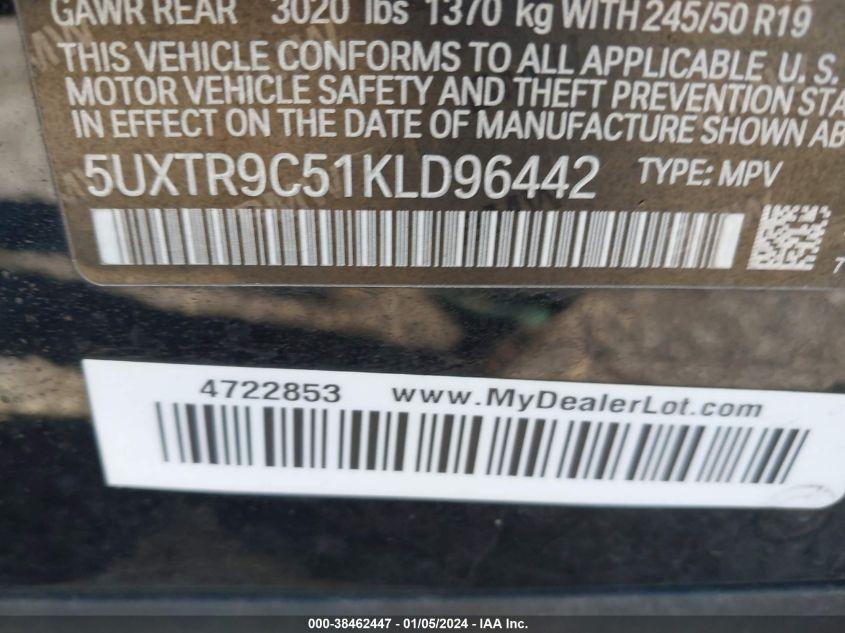 GAWR REAR 3020 lbs 1370 kg WITH 245/50 R19
THIS VEHICLE CONFORMS TO ALL APPLICABLE U.S.
MOTOR VEHICLE SAFETY AND THEFT PREVENTION STA
IN EFFECT ON THE DATE OF MANUFACTURE SHOWN AB
5UXTR9C51KLD96442 TYPE: MPV
7
4722853 www.MyDealerLot.com
000-38462447 - 01/05/2024 - IAA Inc.